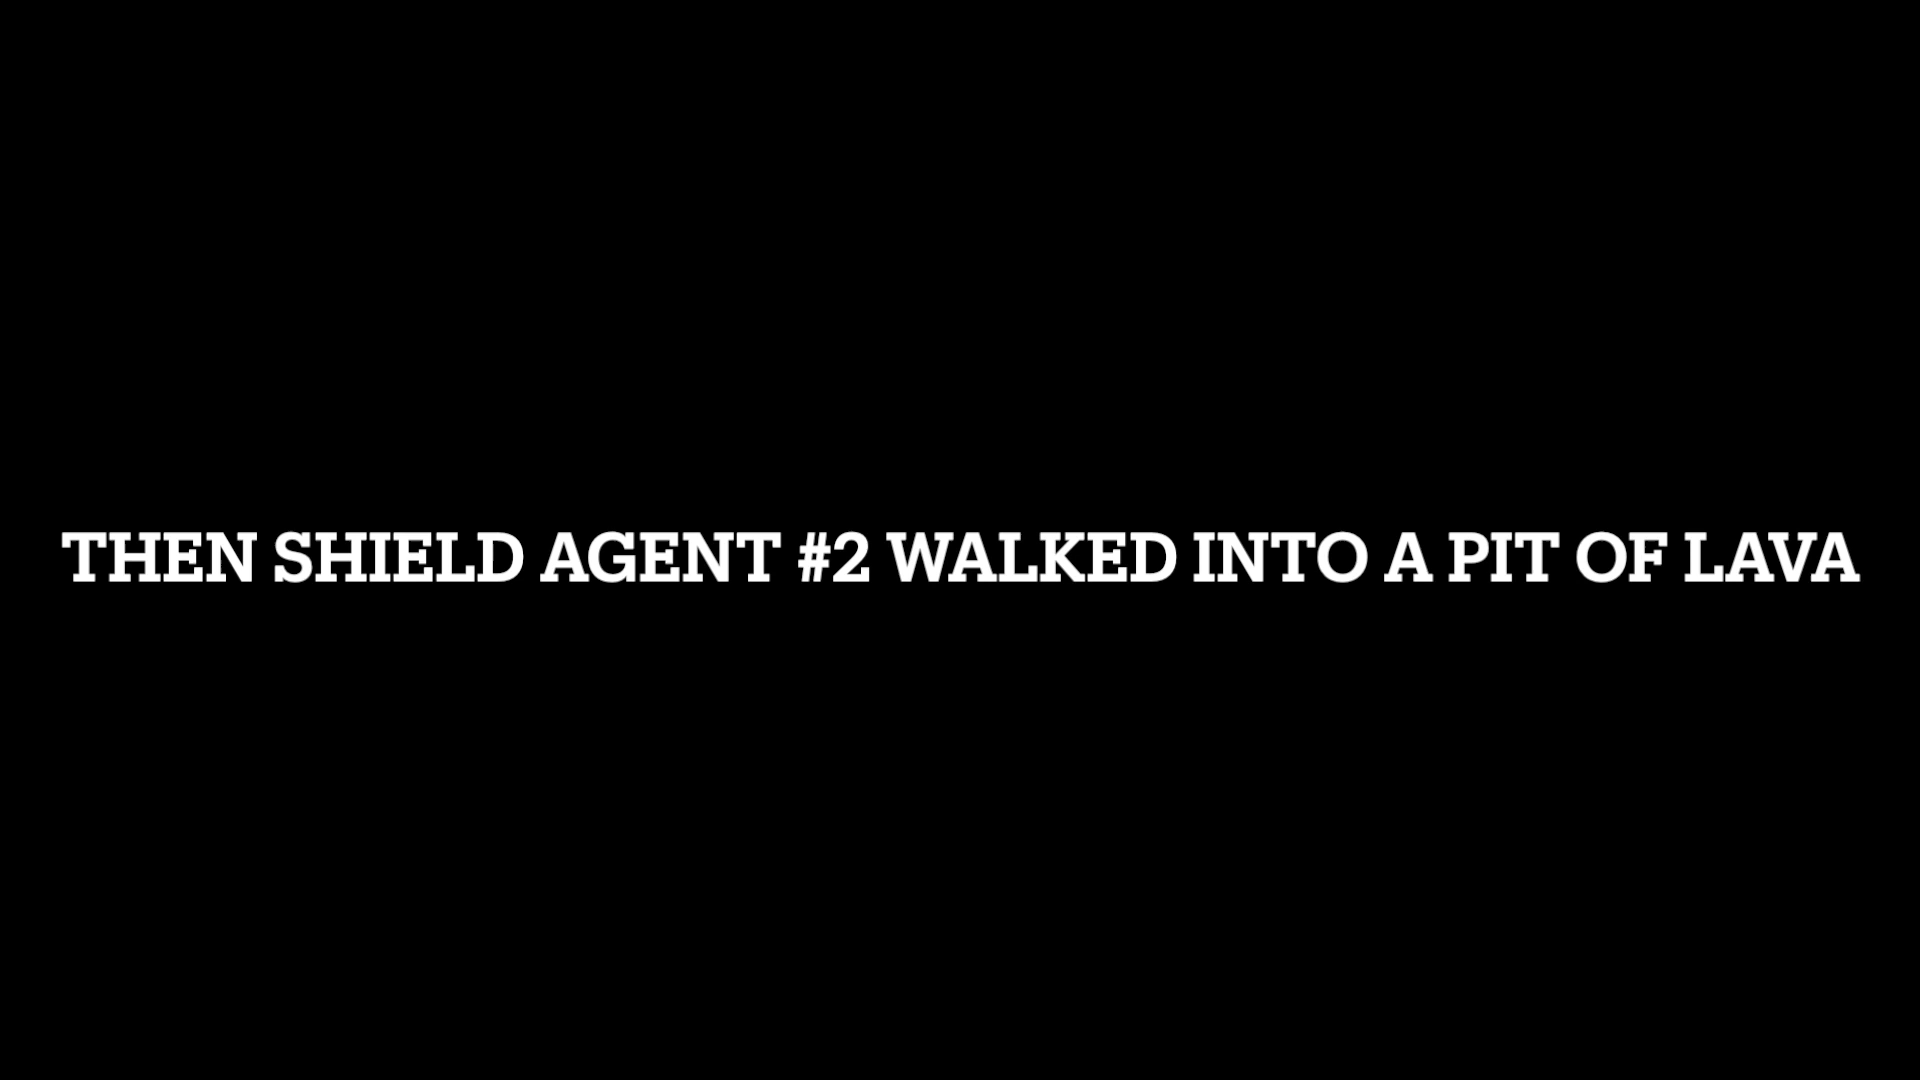 THEN SHIELD AGENT #2 WALKED INTO A PIT OF LAVA